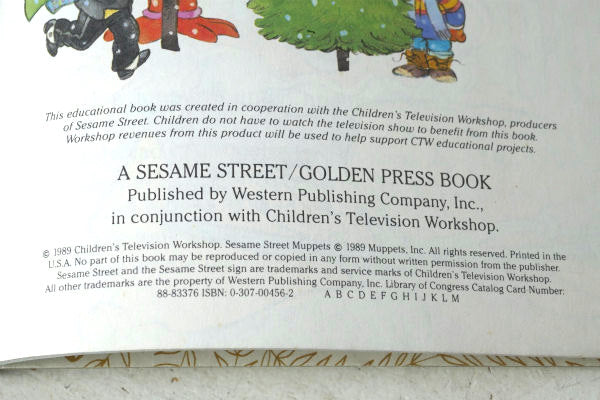 This educational book was created in cooperation with the Children's Television Workshop, producers
of Sesame Street. Children do not have to watch the television show to benefit from this book.
Workshop revenues from this product will be used to help support CTW educational projects.
A SESAME STREET/GOLDEN PRESS BOOK
Published by Western Publishing Company, Inc.,
in conjunction with Children's Television Workshop.
© 1989 Children's Television Workshop. Sesame Street Muppets © 1989 Muppets, Inc. All rights reserved. Printed in the
U.S.A. No part of this book may be reproduced or copied in any form without written permission from the publisher.
Sesame Street and the Sesame Street sign are trademarks and service marks of Children's Television Workshop.
All other trademarks are the property of Western Publishing Company, Inc. Library of Congress Catalog Card Number:
88-83376 ISBN: 0-307-00456-2 A B C D E F G H I J K L M